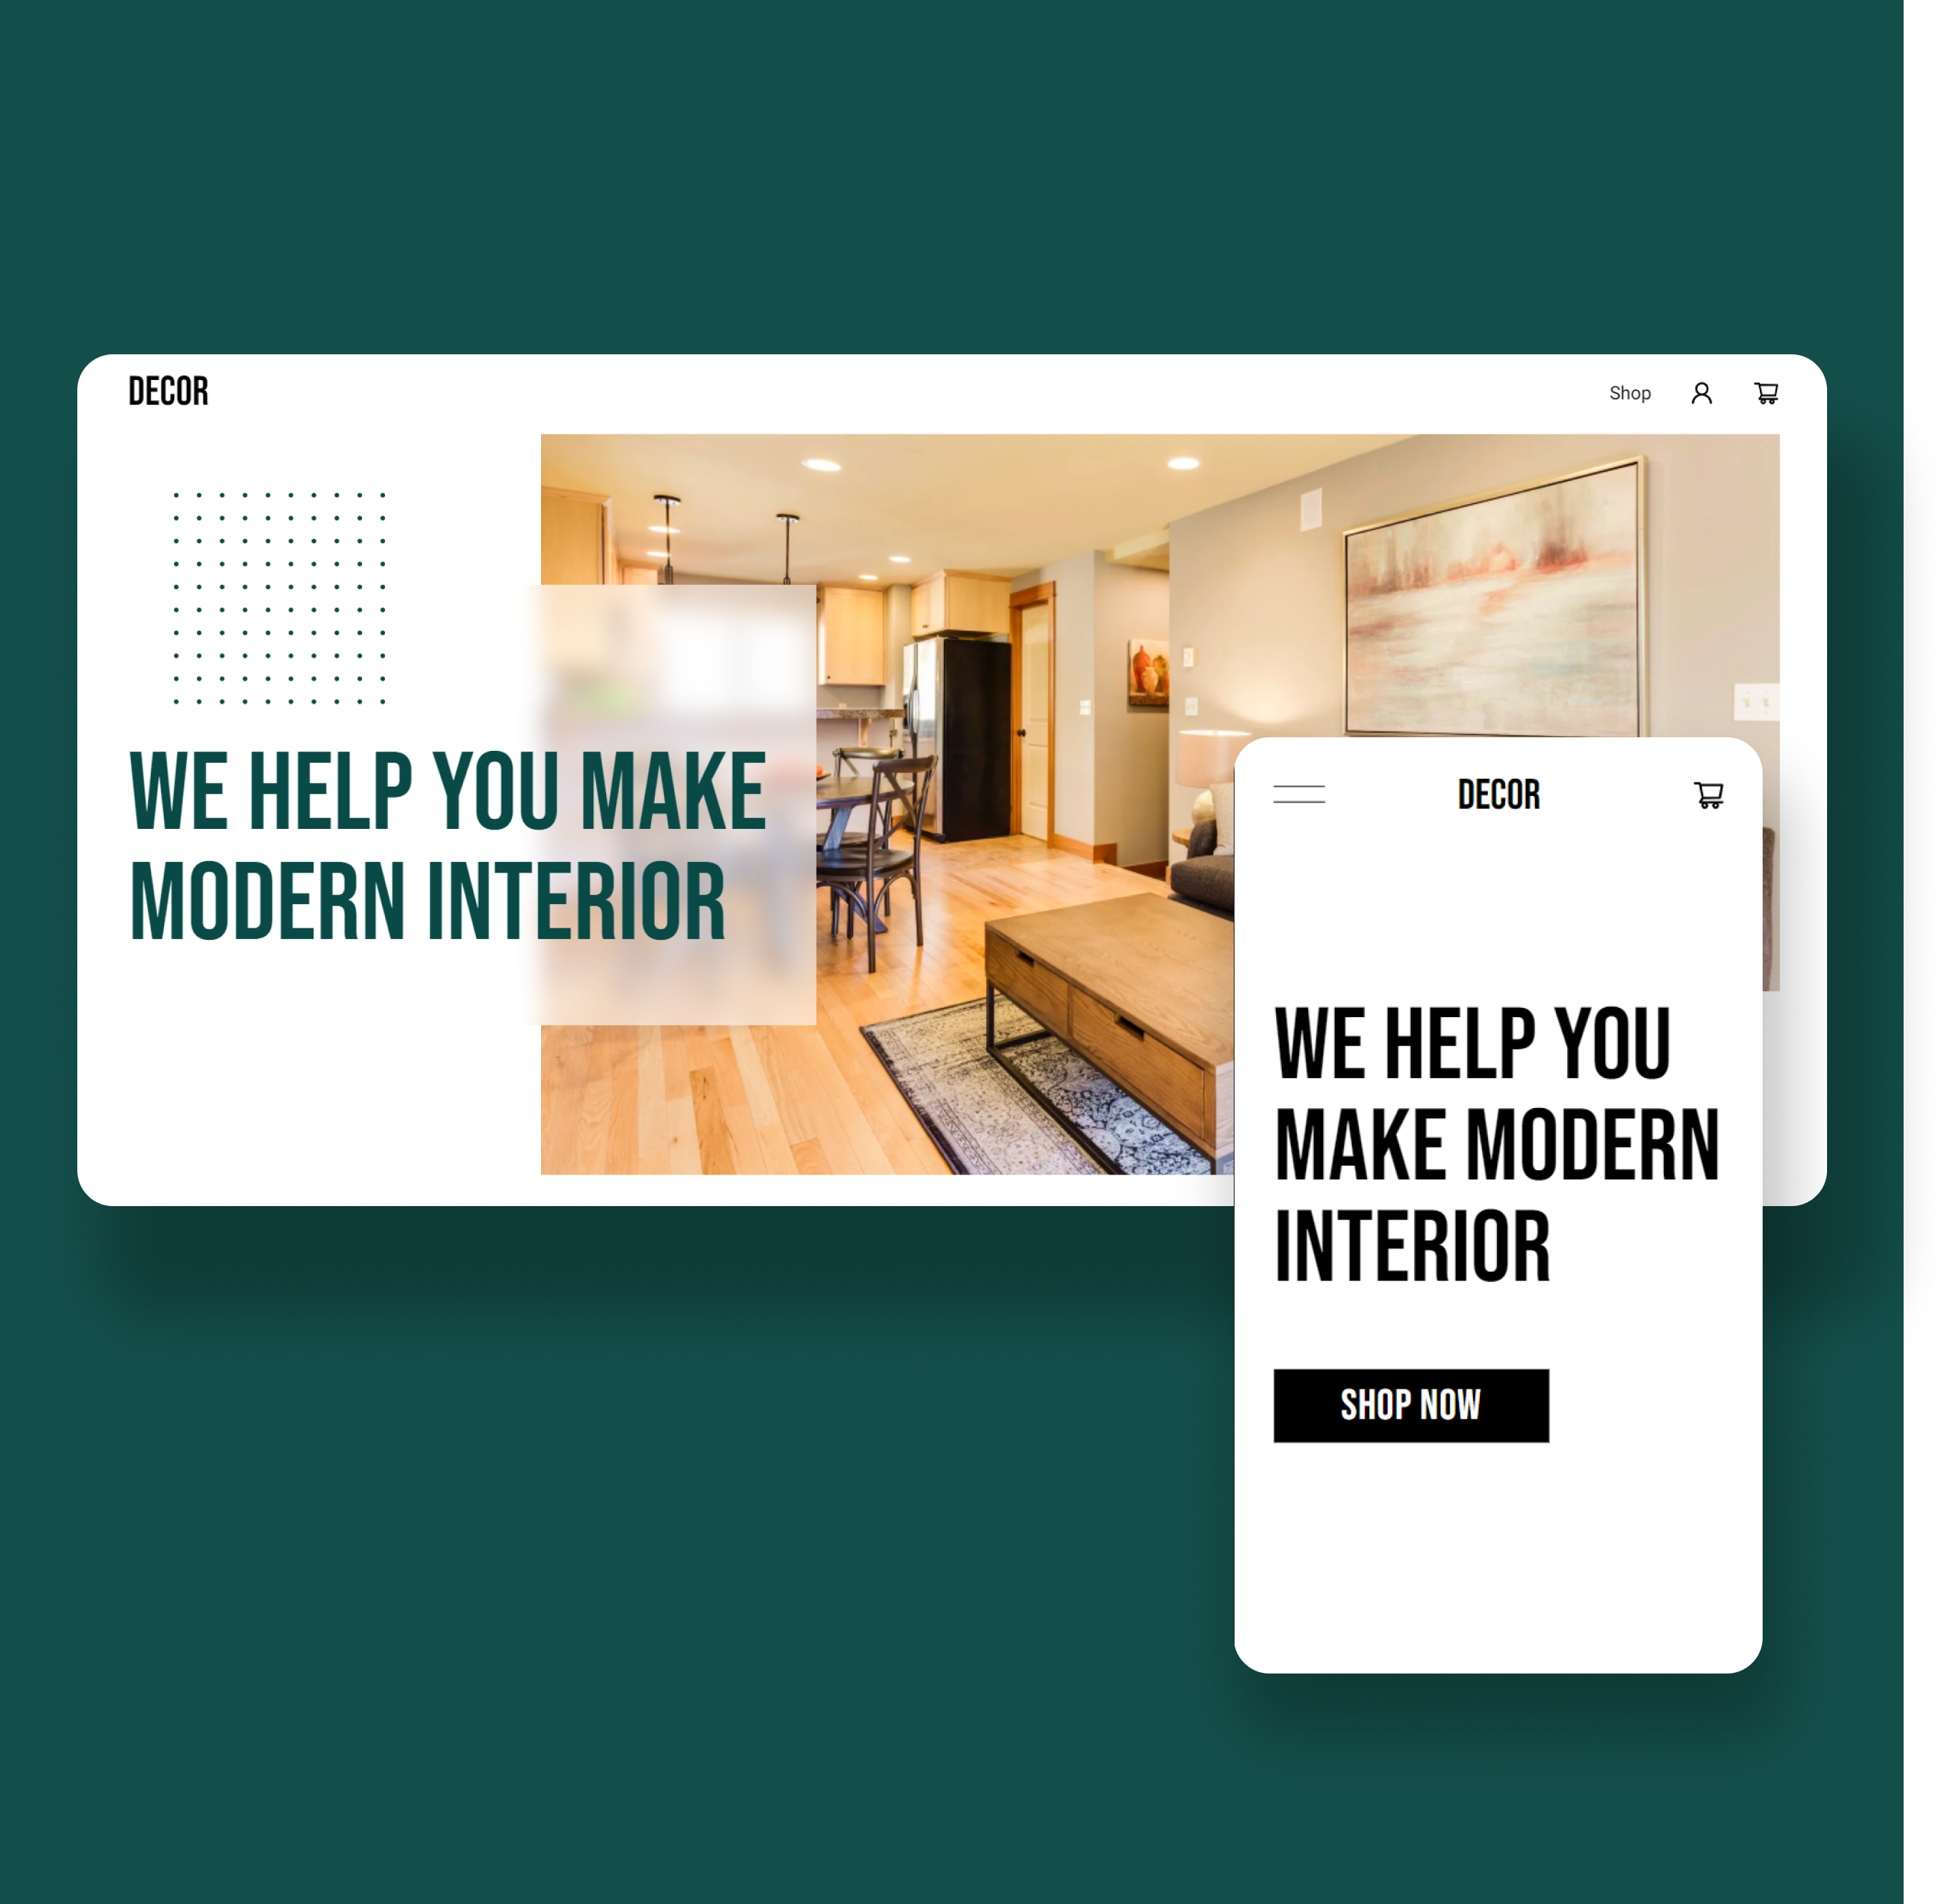 DECOR
Shop
WE HELP YOU MAKE
MODERN INTERIOR
DECOR
WE HELP YOU
MAKE MODERN
INTERIOR
SHOP NOW